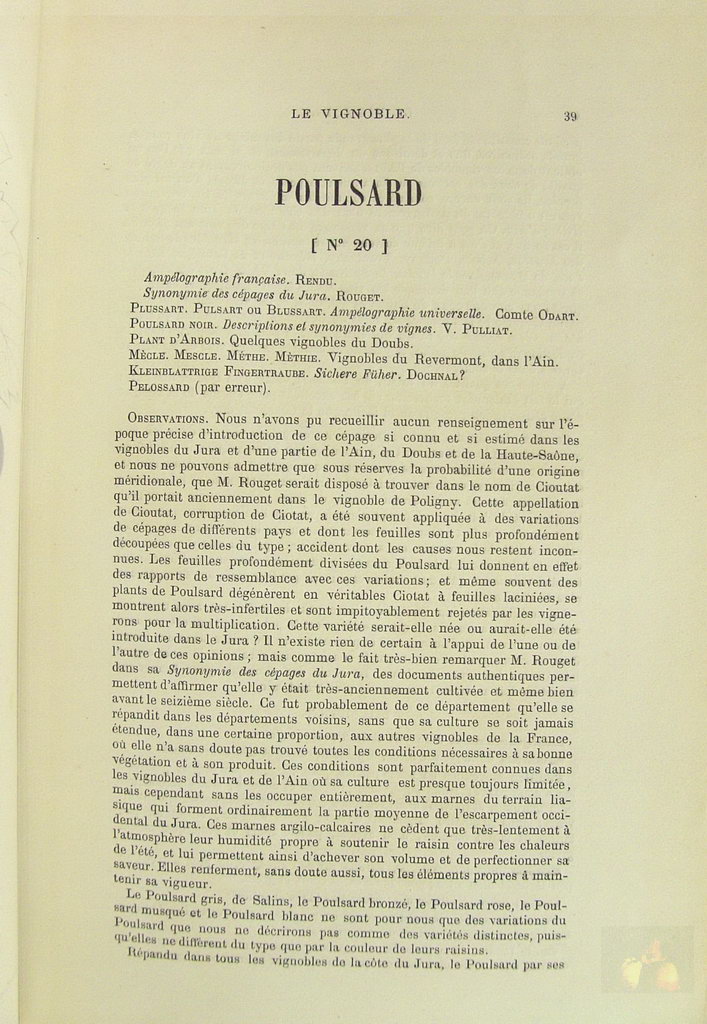 LE VIGNOBLE.
39
POULSARD
[ Nº 20 ]
Ampélographie française. RENDU.
Synonymie des cépages du Jura. ROUGET.
PLUSSART. PULSART OU BLUSSART. Ampélographie universelle. Comte ODART.
POULSARD NOIR. Descriptions et synonymies de vignes. V. PULLIAT.
PLANT D'ARBOIS. Quelques vignobles du Doubs.
MÈCLE. MESCLE. MÉTHE. MÈTHIE. Vignobles du Revermont, dans l'Ain.
KLEINBLATTRIGE FINGERTRAUBE. Sichere Füher. DOCHNAL?
PELOSSARD (par erreur).
OBSERVATIONS. Nous n'avons pu recueillir aucun renseignement sur l'é-
poque précise d'introduction de ce cépage si connu et si estimé dans les
vignobles du Jura et d'une partie de l'Ain, du Doubs et de la Haute-Saône,
et nous ne pouvons admettre que sous réserves la probabilité d'une origine
méridionale, que M. Rouget serait disposé à trouver dans le nom de Cioutat
qu'il portait anciennement dans le vignoble de Poligny. Cette appellation
de Cioutat, corruption de Ciotat, a été souvent appliquée à des variations
de cépages de différents pays et dont les feuilles sont plus profondément
découpées que celles du type ; accident dont les causes nous restent incon-
nues. Les feuilles profondément divisées du Poulsard lui donnent en effet
des rapports de ressemblance avec ces variations ; et même souvent des
plants de Poulsard dégénèrent en véritables Ciotat à feuilles laciniées, se
montrent alors très-infertiles et sont impitoyablement rejetés par les vigne-
rons pour la multiplication. Cette variété serait-elle née ou aurait-elle été
introduite dans le Jura ? Il n'existe rien de certain à l'appui de l'une ou de
l'autre de ces opinions ; mais comme le fait très-bien remarquer M. Rouget
dans sa Synonymie des cépages du Jura, des documents authentiques per-
mettent d'affirmer qu'elle y était très-anciennement cultivée et même bien
avant le seizième siècle. Ce fut probablement de ce département qu'elle se
répandit dans les départements voisins, sans que sa culture se soit jamais
étendue, dans une certaine proportion, aux autres vignobles de la France,
où elle n'a sans doute pas trouvé toutes les conditions nécessaires à sa bonne
végétation et à son produit. Ces conditions sont parfaitement connues dans
les vignobles du Jura et de l'Ain où sa culture est presque toujours limitée,
mais cependant sans les occuper entièrement, aux marnes du terrain lia-
sique qui forment ordinairement la partie moyenne de l'escarpement occi-
dental du Jura. Ces marnes argilo-calcaires ne cèdent que très-lentement à
l'atmosphère leur humidité propre à soutenir le raisin contre les chaleurs
de l'été, et lui permettent ainsi d'achever son volume et de perfectionner sa
saveur. Elles renferment, sans doute aussi, tous les éléments propres à main-
tenir sa vigueur.
Le Poulsard gris, de Salins, le Poulsard bronzé, le Poulsard rose, le Poul-
sard musqué et le Poulsard blanc ne sont pour nous que des variations du
Poulsard que nous ne décrirons pas comme des variétés distinctes, puis-
qu'elles ne diffèrent du type que par la couleur de leurs raisins.
Répandu dans tous les vignobles de la côte du Jura, le Poulsard par ses